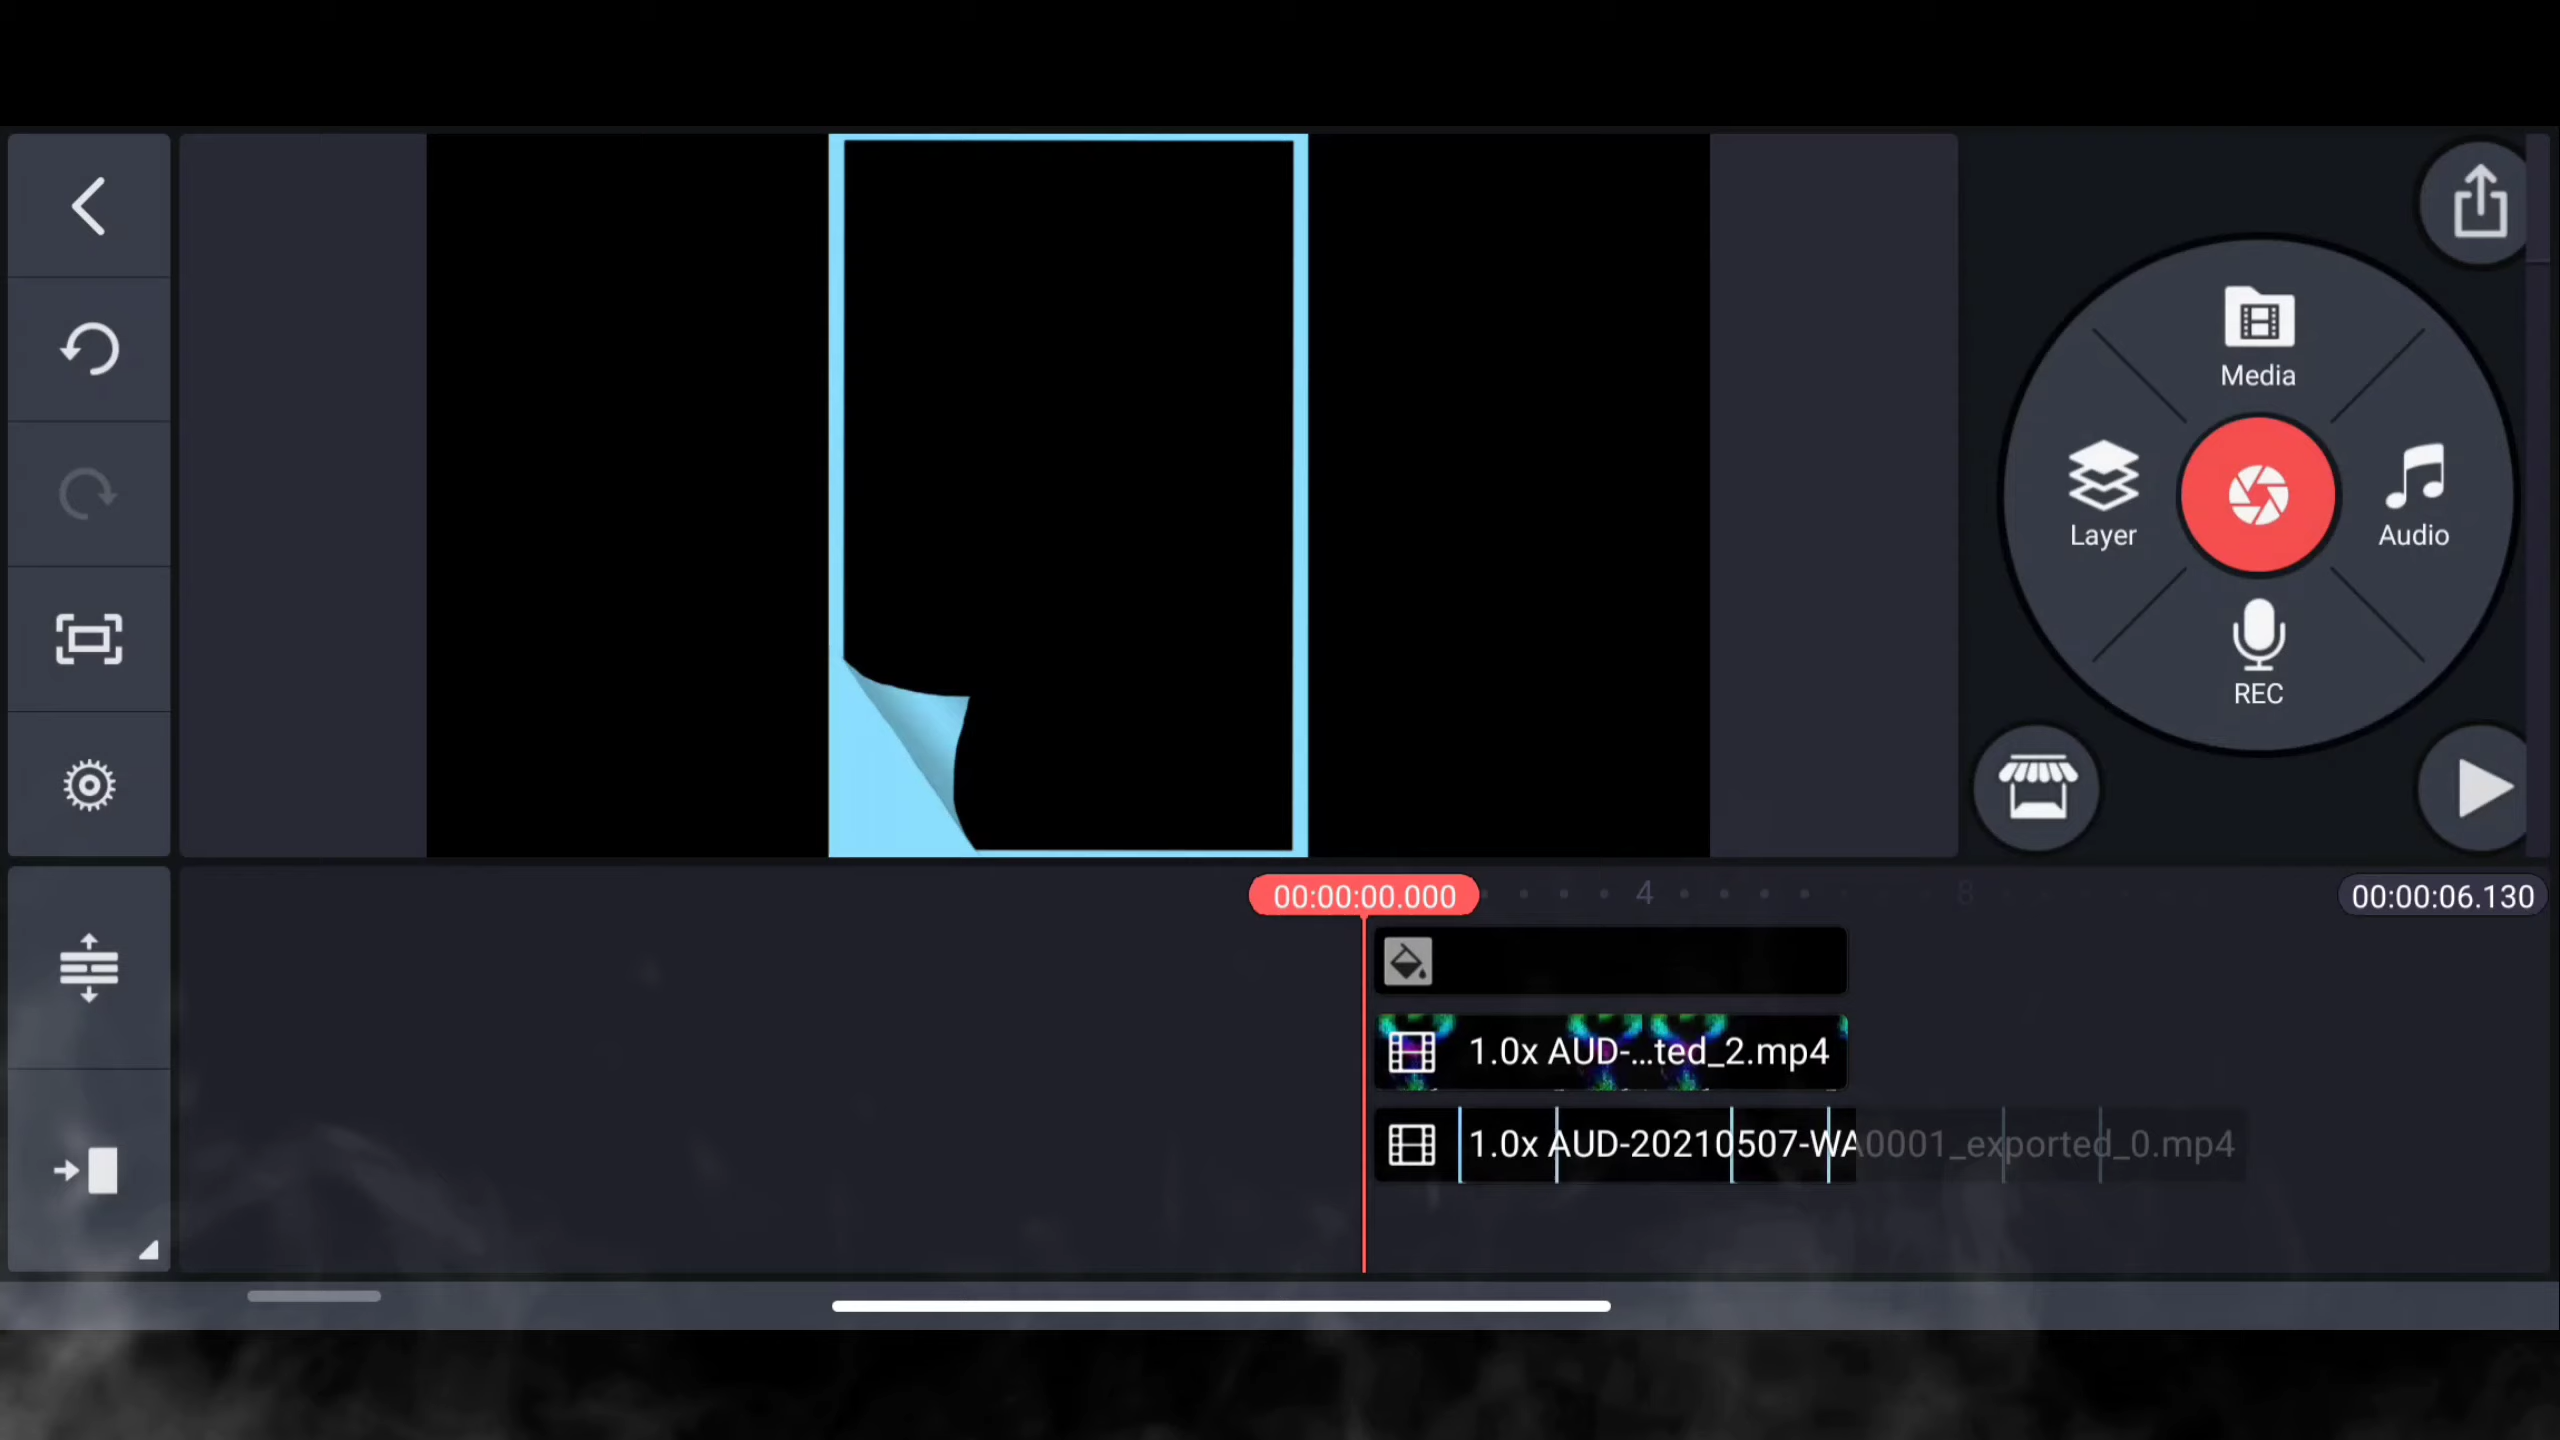 Media
Layer
Audio
REC
00:00:00.000
4
8
00:00:06.130
1.0x AUD-...ted_2.mp4
1.0x AUD-20210507-WA0001_exported_0.mp4